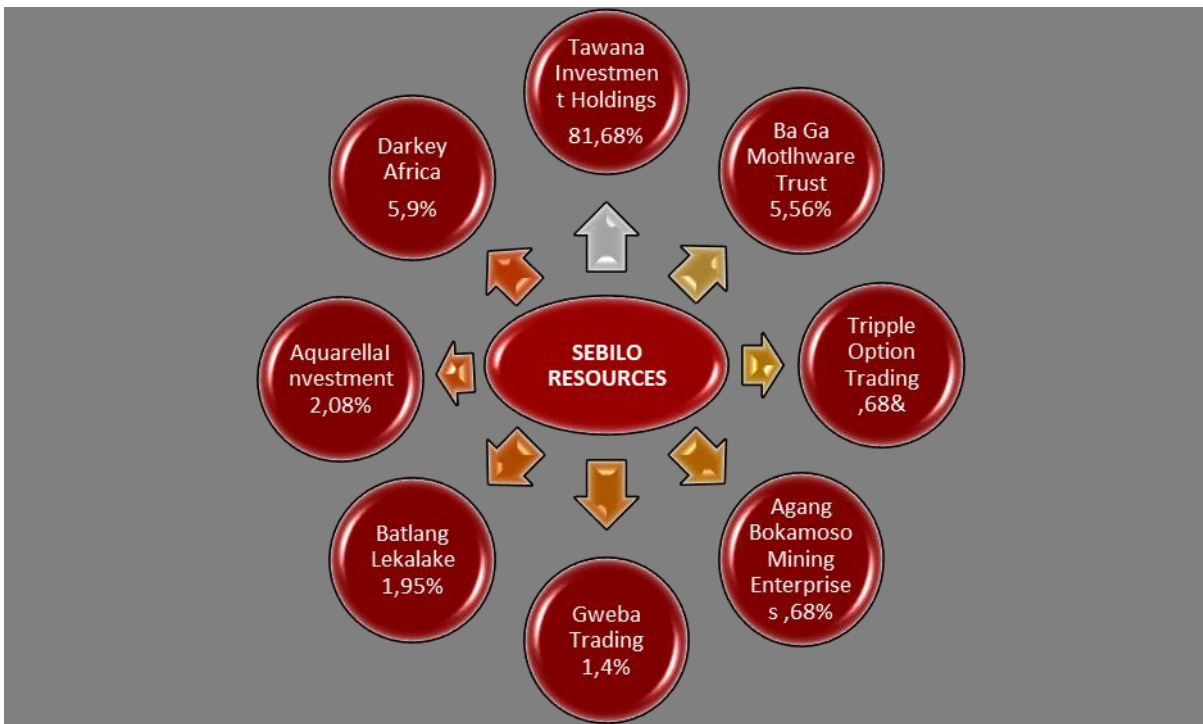 Tawana
Investmen
t Holdings
81,68%
Ba Ga
Motlhware
Trust
5,56%
Tripple
Option
Trading
,68&
Agang
Bokamoso
Mining
Enterprise
s ,68%
Gweba
Trading
1,4%
Batlang
Lekalake
1,95%
AquarellaI
nvestment
2,08%
Darkey
Africa
5,9%
SEBILO
RESOURCES